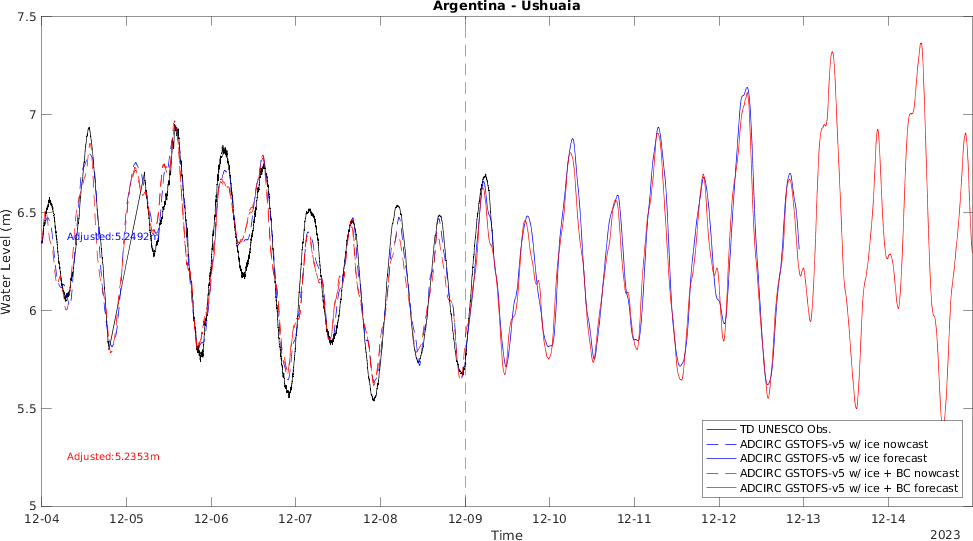 Argentina - Ushuaia
7.5
7
6.5
6
5.5
5
Water Level (m)
Adjusted:5.2492m
Adjusted:5.2353m
TD UNESCO Obs.
ADCIRC GSTOFS-v5 w/ ice nowcast
ADCIRC GSTOFS-v5 w/ ice forecast
ADCIRC GSTOFS-v5 w/ ice + BC nowcast
ADCIRC GSTOFS-v5 w/ ice + BC forecast
12-04 12-05 12-06 12-07 12-08 12-09 12-10 12-11 12-12 12-13 12-14
Time
2023